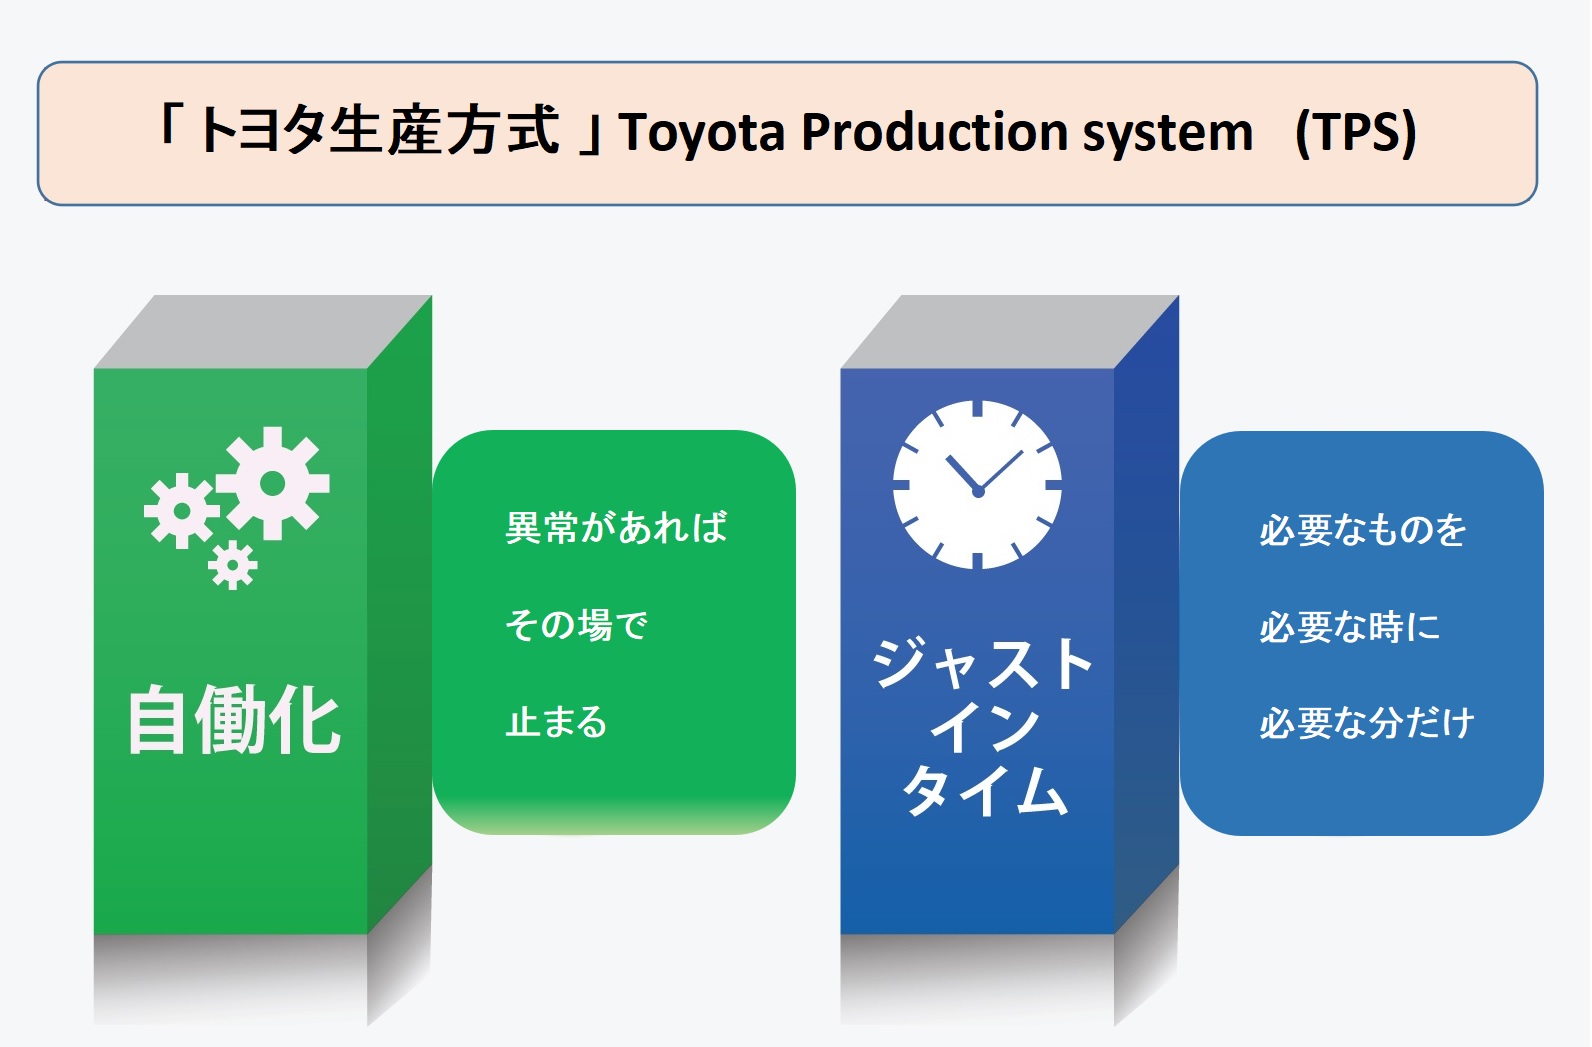 「トヨタ生産方式」Toyota Production system (TPS)
自働化
異常があれば
その場で
止まる
ジャスト
イン
タイム
必要なものを
必要な時に
必要な分だけ